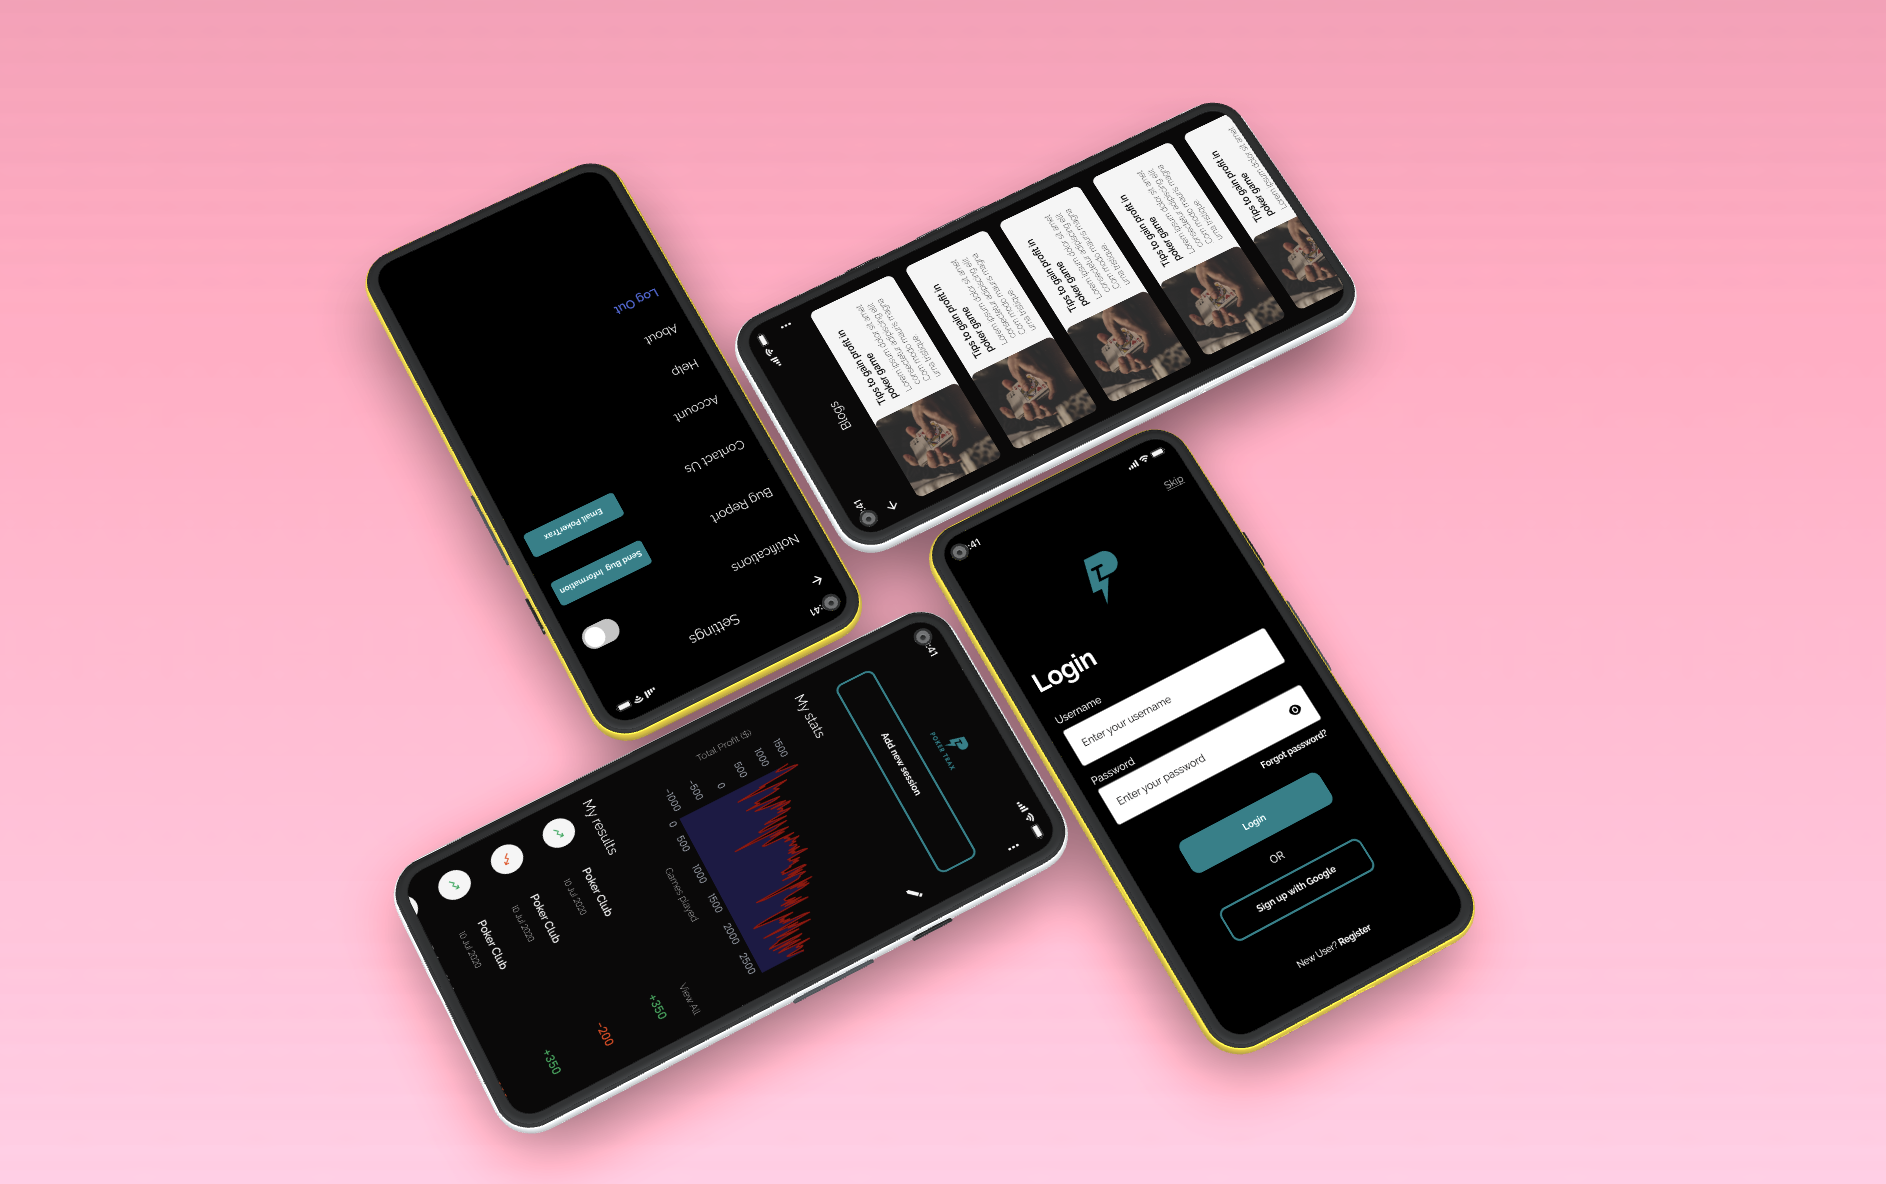 :41
Settings
Notifications
Bug Report
Send Bug Information
Contact Us
Email PokerTrax
Account
Help
About
Log Out
:41
Blogs
Tips to gain profit in
poker game
Lorem ipsum dolor sit amet
consectetur adipiscing elit
Com modo mauris magna
urna tristique
Tips to gain profit in
poker game
Lorem ipsum dolor sit amet
consectetur adipiscing elit
Com modo mauris magna
urna tristique
Tips to gain profit in
poker game
Lorem ipsum dolor sit amet
consectetur adipiscing elit
Com modo mauris magna
urna tristique
Tips to gain profit in
poker game
Lorem ipsum dolor sit amet
consectetur adipiscing elit
Com modo mauris magna
urna tristique
Tips to gain profit in
poker game
Lorem ipsum dolor sit amet
:41
POKER TRAX
Add new session
My stats
Total Profit ($)
1500
1000
500
0
-500
-1000
0 500 1000 1500 2000 2500
Games played
My results
View All
Poker Club
10 Jul 2020
+350
Poker Club
10 Jul 2020
-200
Poker Club
10 Jul 2020
+350
:41
Skip
Login
Username
Enter your username
Password
Enter your password
Forgot password?
Login
OR
Sign up with Google
New User? Register